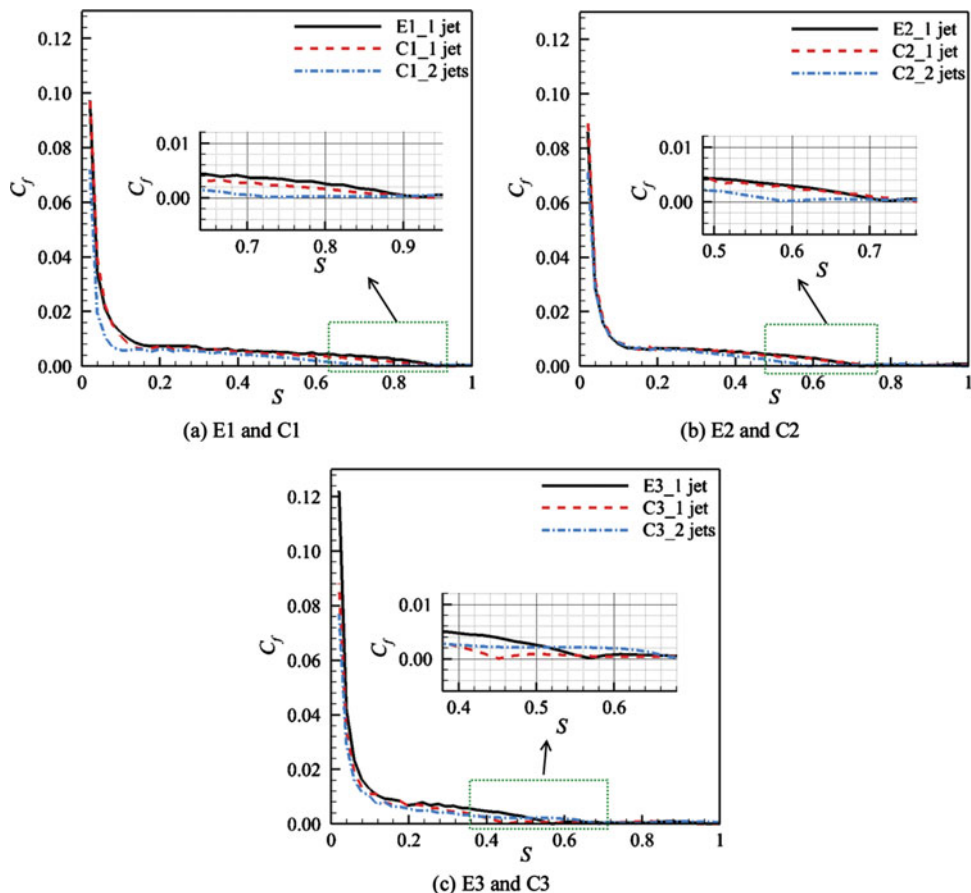 E1_1 jet
C1_1 jet
C1_2 jets
0.12
0.10
0.08
0.06
0.04
0.02
0.00
C_f
0.01
0.00
C_f
0.7 0.8 0.9
S
0 0.2 0.4 0.6 0.8 1
S
(a) E1 and C1
E2_1 jet
C2_1 jet
C2_2 jets
0.12
0.10
0.08
0.06
0.04
0.02
0.00
C_f
0.01
0.00
C_f
0.5 0.6 0.7
S
0 0.2 0.4 0.6 0.8 1
S
(b) E2 and C2
E3_1 jet
C3_1 jet
C3_2 jets
0.12
0.10
0.08
0.06
0.04
0.02
0.00
C_f
0.01
0.00
C_f
0.4 0.5 0.6
S
0 0.2 0.4 0.6 0.8 1
S
(c) E3 and C3